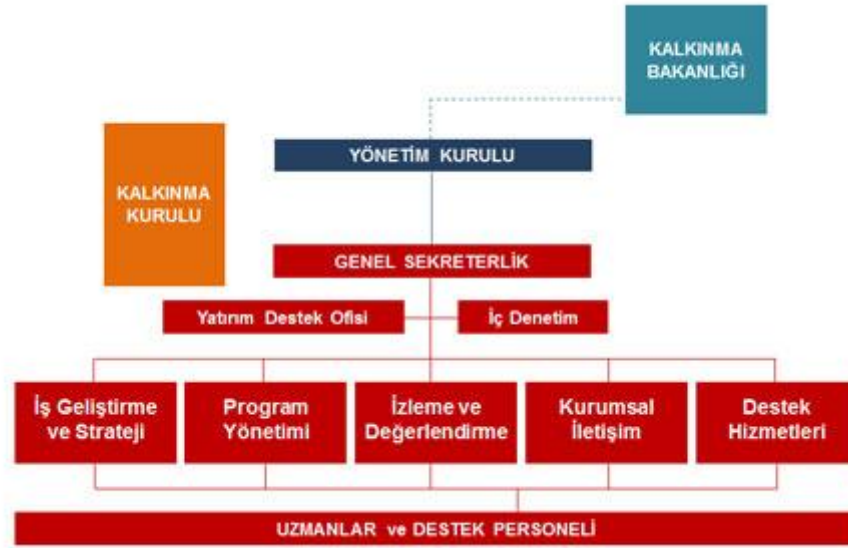 KALKINMA
BAKANLIĞI
YÖNETİM KURULU
KALKINMA
KURULU
GENEL SEKRETERLİK
Yatırım Destek Ofisi
İç Denetim
İş Geliştirme
ve Strateji
Program
Yönetimi
İzleme ve
Değerlendirme
Kurumsal
İletişim
Destek
Hizmetleri
UZMANLAR ve DESTEK PERSONELİ